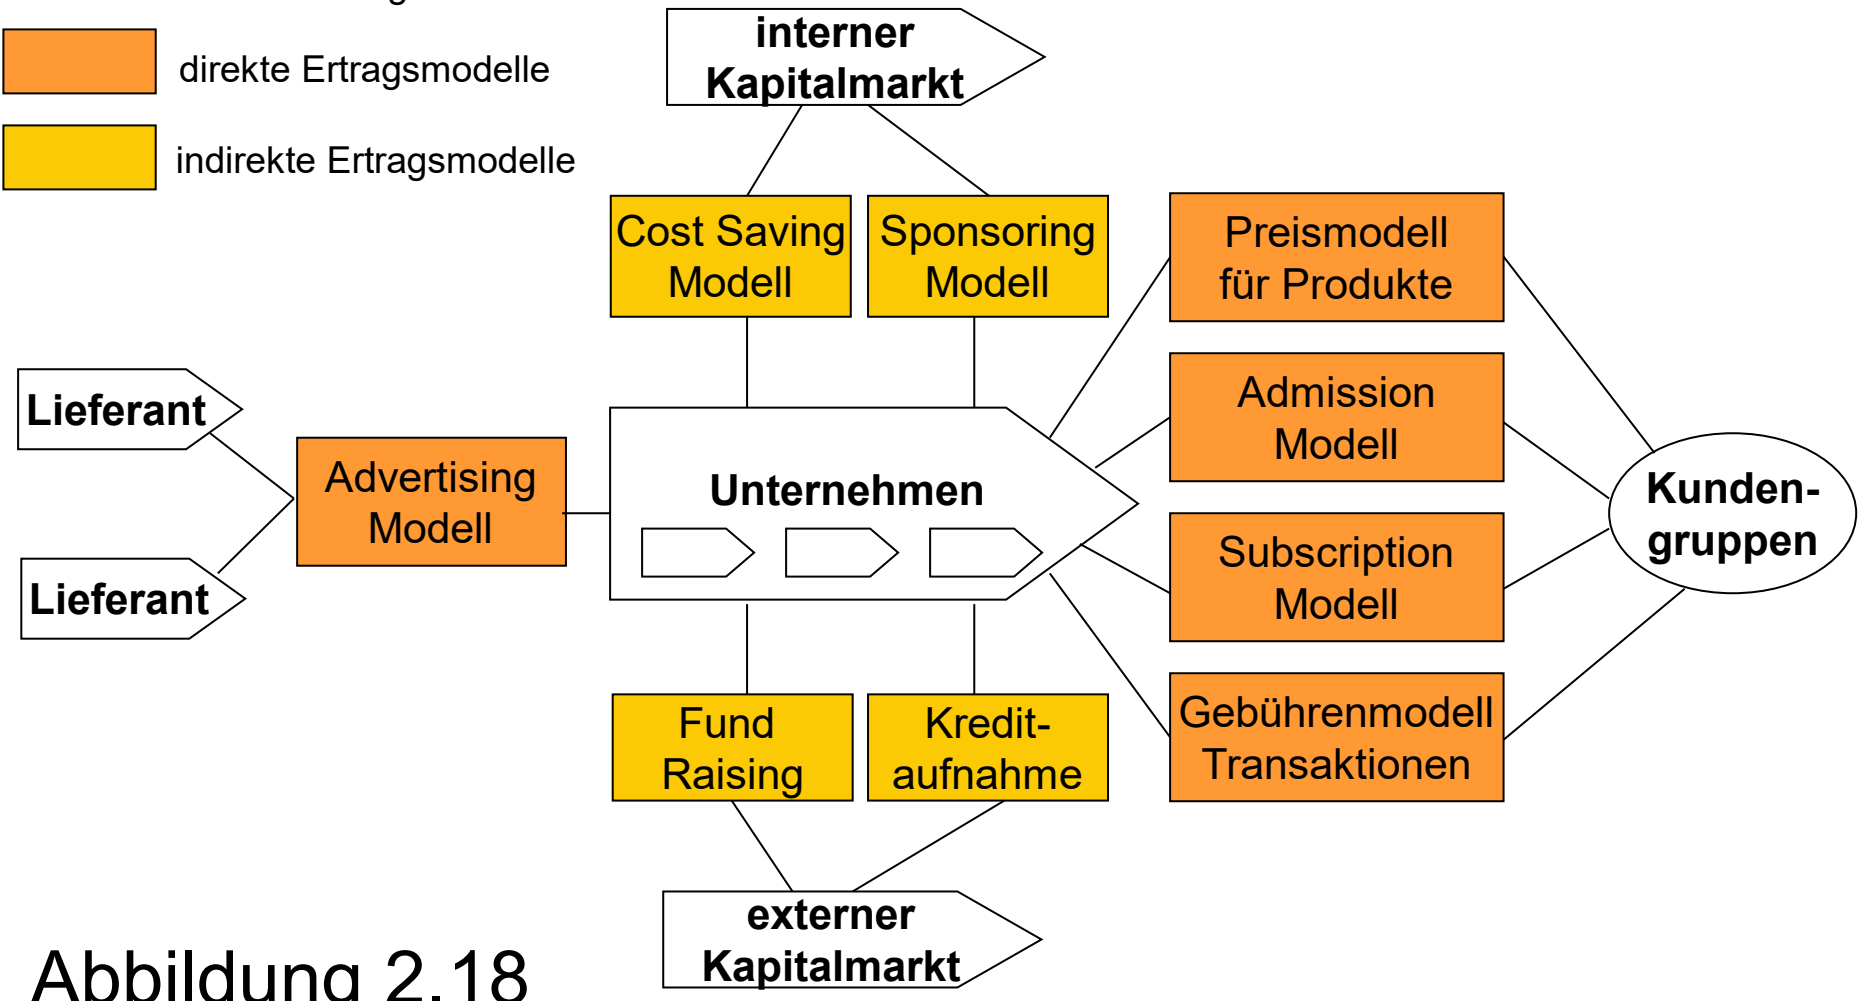 direkte Ertragsmodelle
indirekte Ertragsmodelle
interner
Kapitalmarkt
Cost Saving
Modell
Sponsoring
Modell
Preismodell
für Produkte
Admission
Modell
Lieferant
Advertising
Modell
Lieferant
Unternehmen
Kunden-
gruppen
Subscription
Modell
Fund
Raising
Kredit-
aufnahme
Gebührenmodell
Transaktionen
externer
Kapitalmarkt
Abbildung 2.18